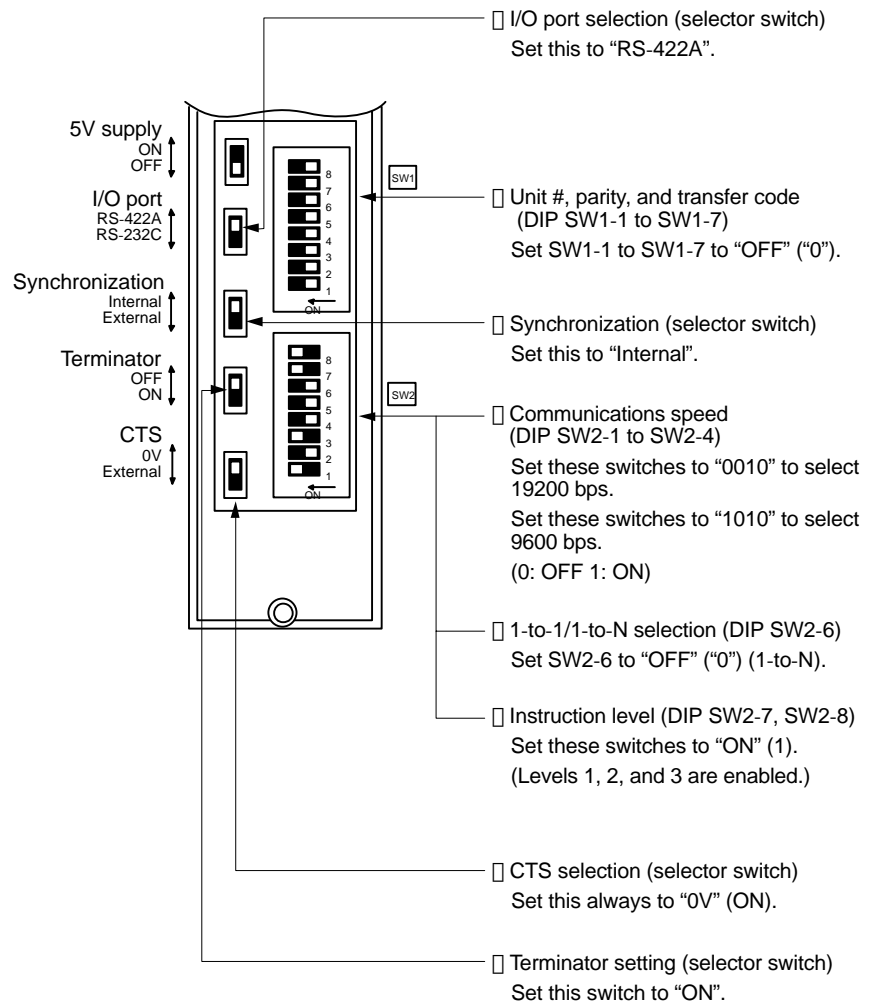 ▯ I/O port selection (selector switch)
Set this to “RS-422A”.
5V supply
ON
OFF
I/O port
RS-422A
RS-232C
Synchronization
Internal
External
Terminator
OFF
ON
CTS
0V
External
8
7
6
5
4
3
2
1
ON
SW1
8
7
6
5
4
3
2
1
ON
SW2
▯ Unit #, parity, and transfer code
(DIP SW1-1 to SW1-7)
Set SW1-1 to SW1-7 to “OFF” (“0”).
▯ Synchronization (selector switch)
Set this to “Internal”.
▯ Communications speed
(DIP SW2-1 to SW2-4)
Set these switches to “0010” to select
19200 bps.
Set these switches to “1010” to select
9600 bps.
(0: OFF 1: ON)
▯ 1-to-1/1-to-N selection (DIP SW2-6)
Set SW2-6 to “OFF” (“0”) (1-to-N).
▯ Instruction level (DIP SW2-7, SW2-8)
Set these switches to “ON” (1).
(Levels 1, 2, and 3 are enabled.)
▯ CTS selection (selector switch)
Set this always to “0V” (ON).
▯ Terminator setting (selector switch)
Set this switch to “ON”.